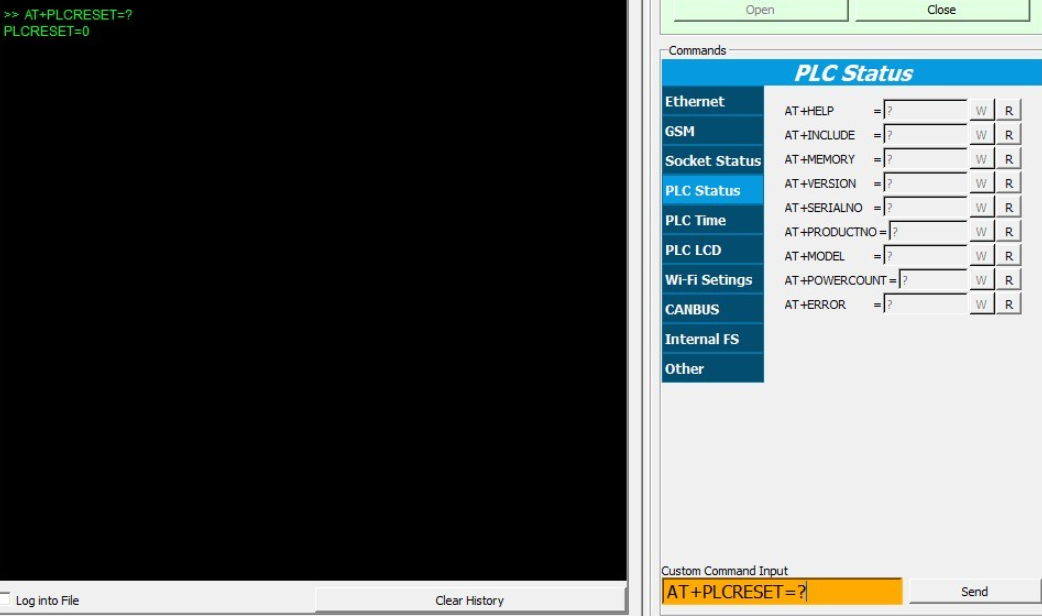 >> AT+PLCRESET=?
PLCRESET=0
Log into File
Clear History
Open
Close
Commands
PLC Status
Ethernet
GSM
Socket Status
PLC Status
PLC Time
PLC LCD
Wi-Fi Setings
CANBUS
Internal FS
Other
AT+HELP =? W R
AT+INCLUDE =? W R
AT+MEMORY =? W R
AT+VERSION =? W R
AT+SERIALNO =? W R
AT+PRODUCTNO=? W R
AT+MODEL =? W R
AT+POWERCOUNT=? W R
AT+ERROR =? W R
Custom Command Input
AT+PLCRESET=?
Send